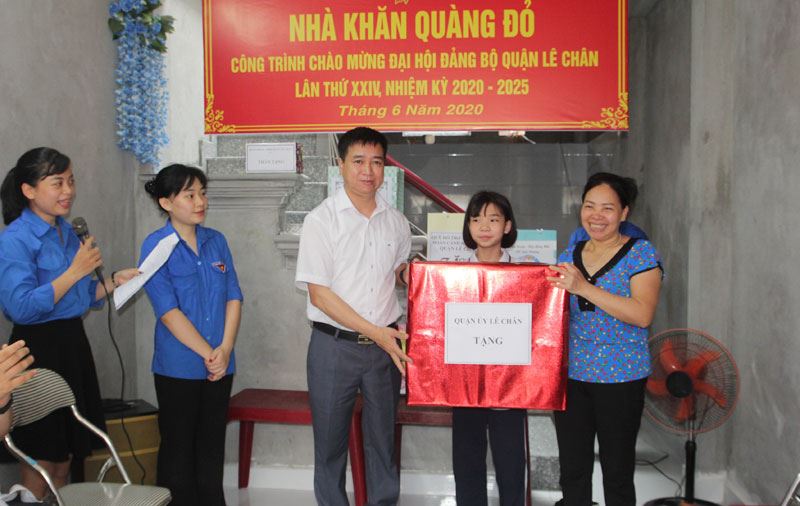 NHÀ KHĂN QUÀNG ĐỎ
CÔNG TRÌNH CHÀO MỪNG ĐẠI HỘI ĐẢNG BỘ QUẬN LÊ CHÂN
LẦN THỨ XXIV, NHIỆM KỲ 2020 - 2025
Tháng 6 Năm 2020
QUẬN ỦY LÊ CHÂN
TẶNG